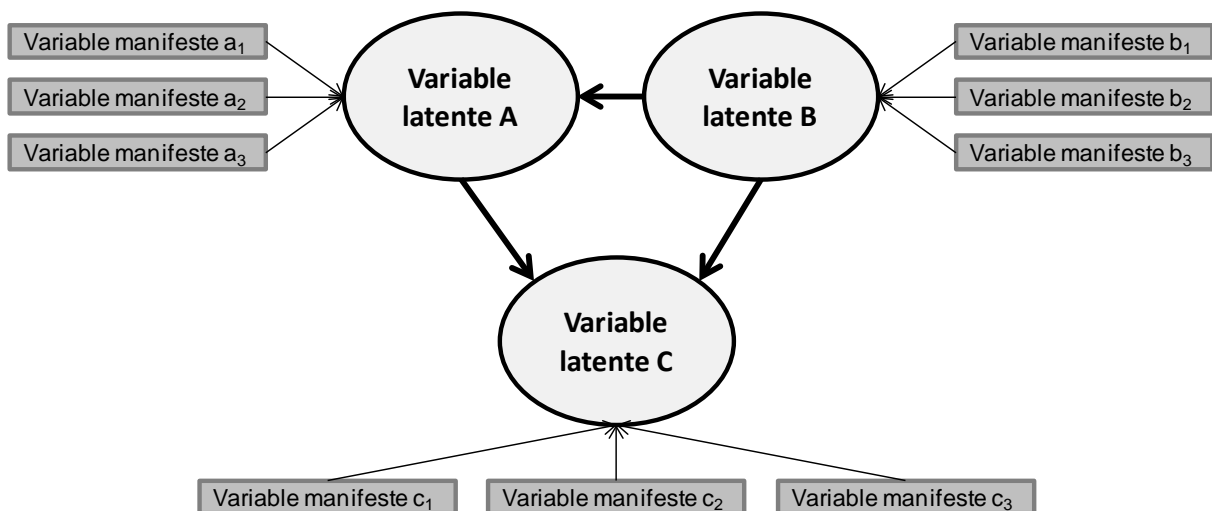 Variable manifeste a₁
Variable manifeste a₂
Variable manifeste a₃
Variable
latente A
Variable
latente B
Variable manifeste b₁
Variable manifeste b₂
Variable manifeste b₃
Variable
latente C
Variable manifeste c₁
Variable manifeste c₂
Variable manifeste c₃